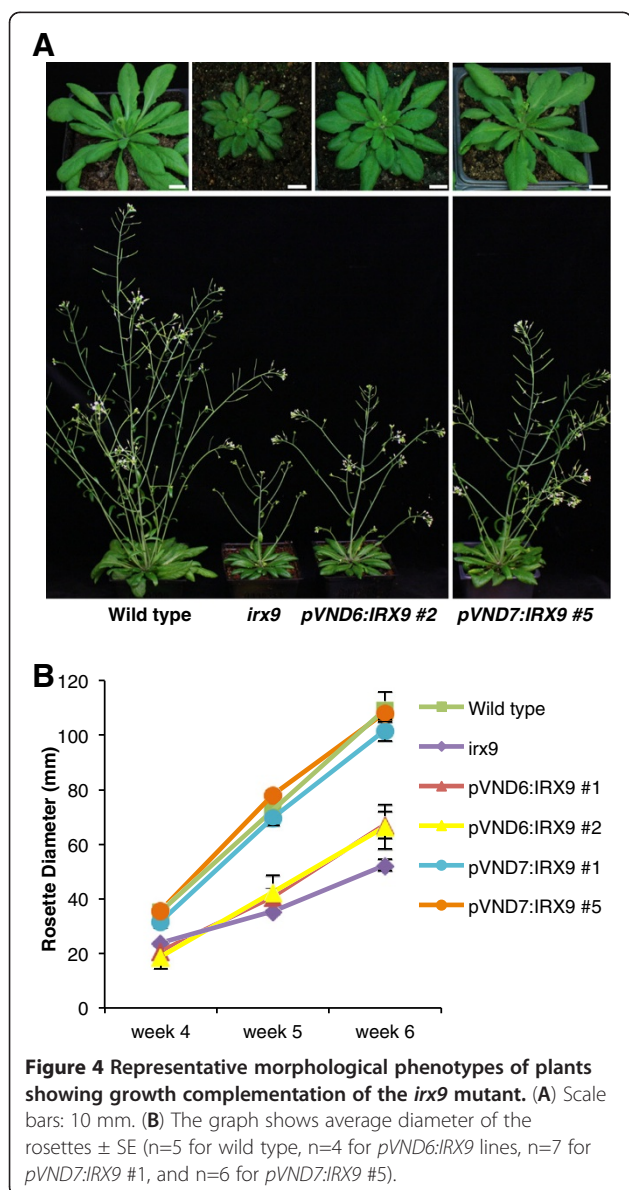 A
Wild type irx9 pVND6:IRX9 #2 pVND7:IRX9 #5
B
120
100
80
60
40
20
0
Rosette Diameter (mm)
week 4 week 5 week 6
Wild type
irx9
pVND6:IRX9 #1
pVND6:IRX9 #2
pVND7:IRX9 #1
pVND7:IRX9 #5
Figure 4 Representative morphological phenotypes of plants
showing growth complementation of the irx9 mutant. (A) Scale
bars: 10 mm. (B) The graph shows average diameter of the
rosettes ± SE (n=5 for wild type, n=4 for pVND6:IRX9 lines, n=7 for
pVND7:IRX9 #1, and n=6 for pVND7:IRX9 #5).